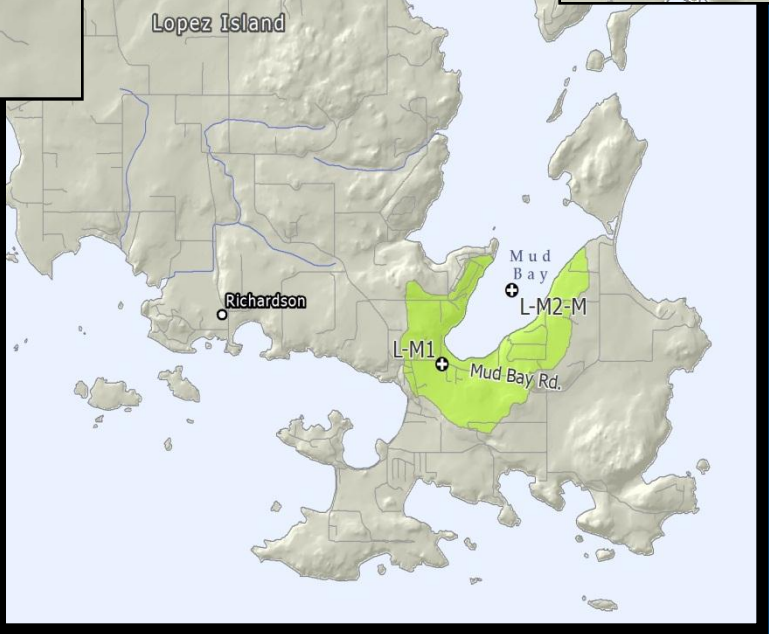 Lopez Island
Mud
Bay
Richardson
L-M2-M
L-M1
Mud Bay Rd.